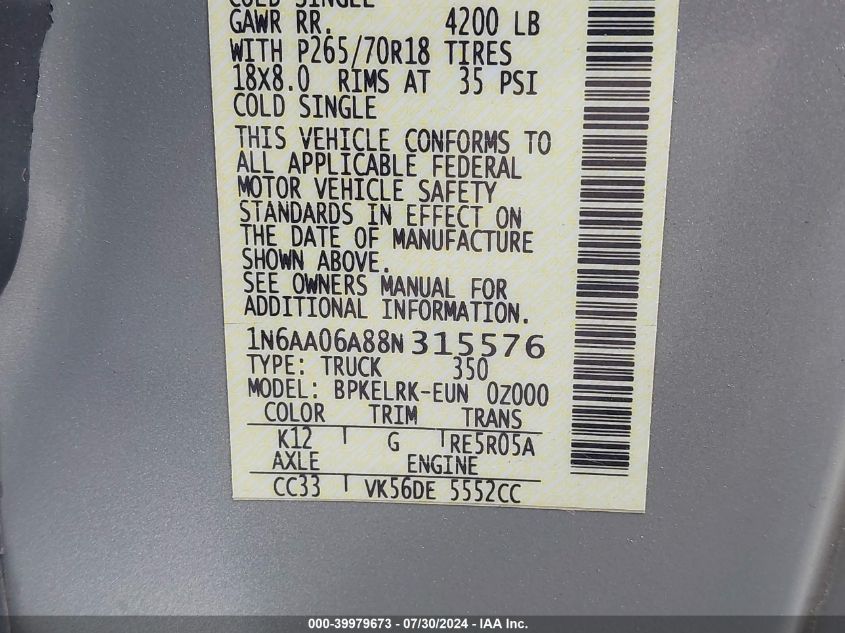 COLD SINGLE
GAWR RR. 4200 LB
WITH P265/70R18 TIRES
18X8.0 RIMS AT 35 PSI
COLD SINGLE
THIS VEHICLE CONFORMS TO
ALL APPLICABLE FEDERAL
MOTOR VEHICLE SAFETY
STANDARDS IN EFFECT ON
THE DATE OF MANUFACTURE
SHOWN ABOVE.
SEE OWNERS MANUAL FOR
ADDITIONAL INFORMATION.
1N6AA06A88N315576
TYPE: TRUCK 350
MODEL: BPKELRK-EUN 0Z000
COLOR TRIM TRANS
K12 G RE5R05A
AXLE ENGINE
CC33 VK56DE 5552CC
000-39979673 - 07/30/2024 - IAA Inc.